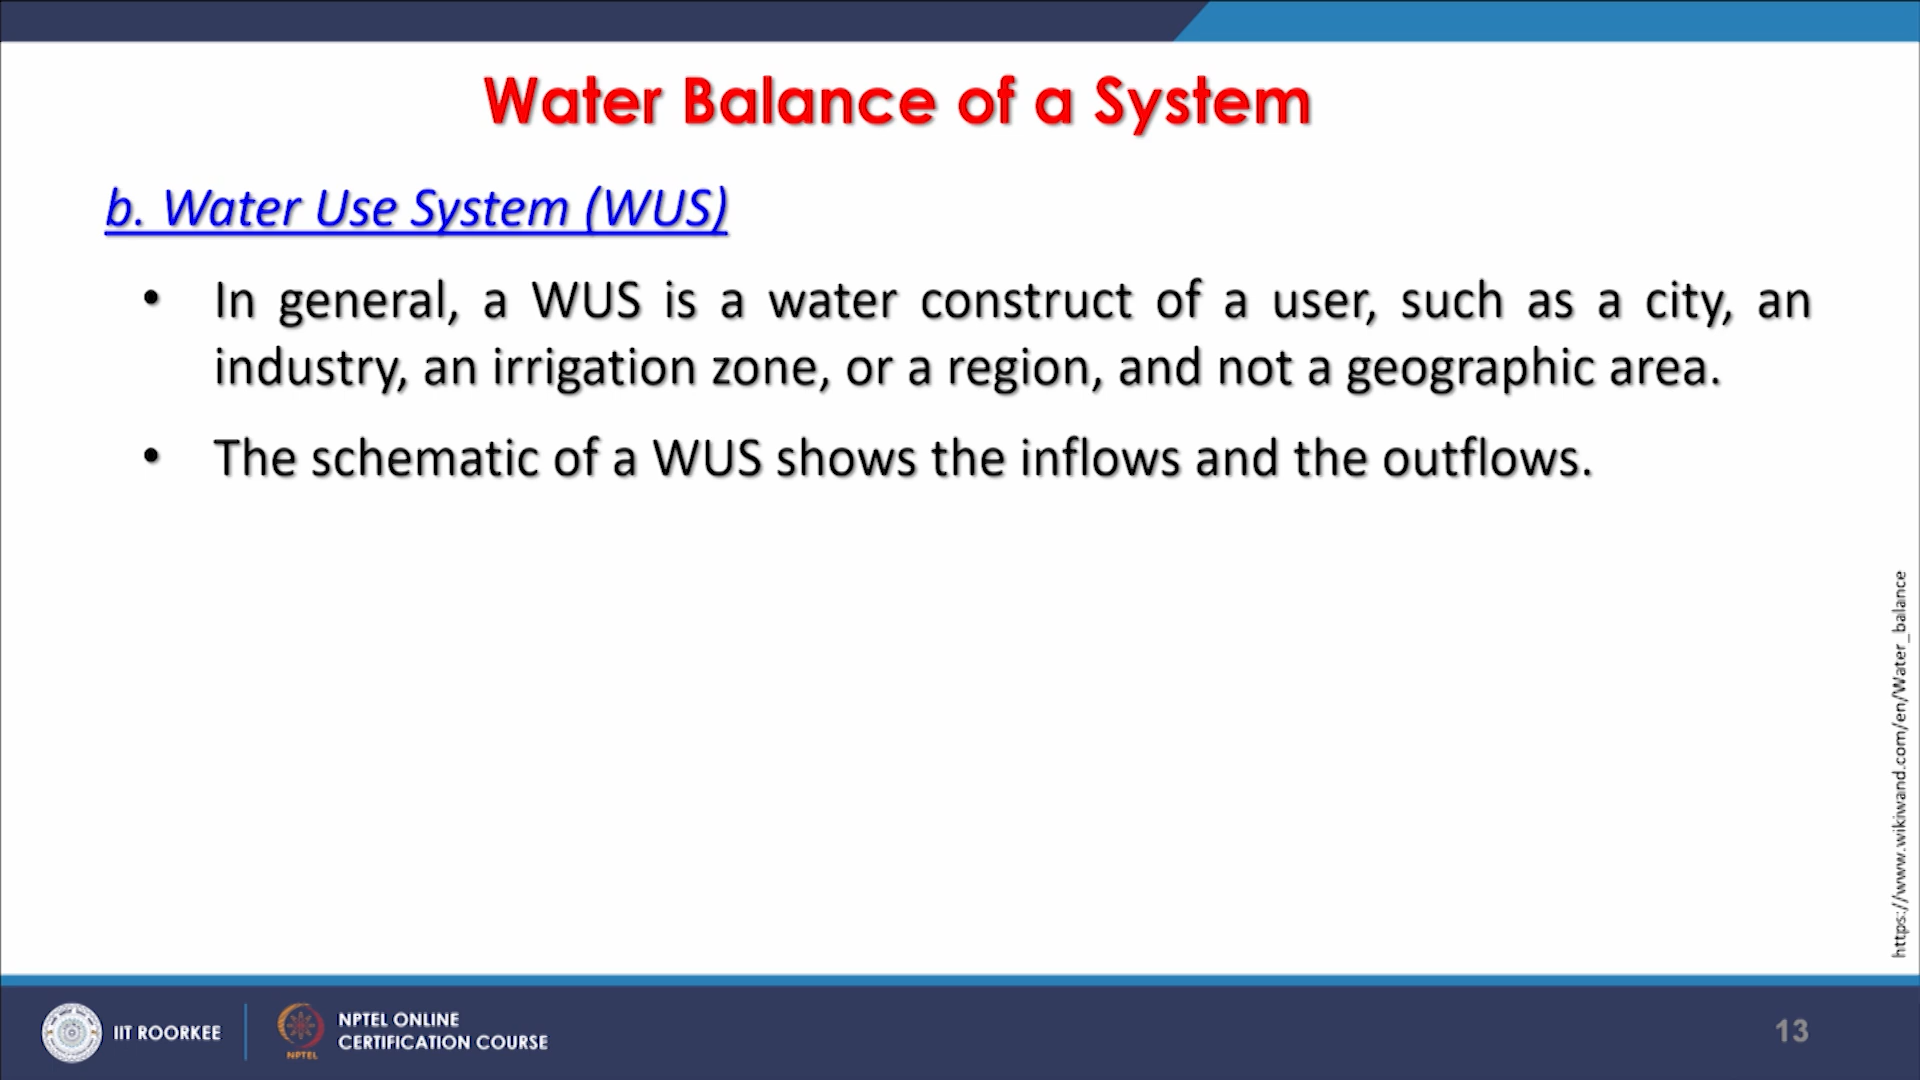 Water Balance of a System
b. Water Use System (WUS)
• In general, a WUS is a water construct of a user, such as a city, an
industry, an irrigation zone, or a region, and not a geographic area.
• The schematic of a WUS shows the inflows and the outflows.
https://www.wikiwand.com/en/Water_balance
IIT ROORKEE
NPTEL
NPTEL ONLINE
CERTIFICATION COURSE
13